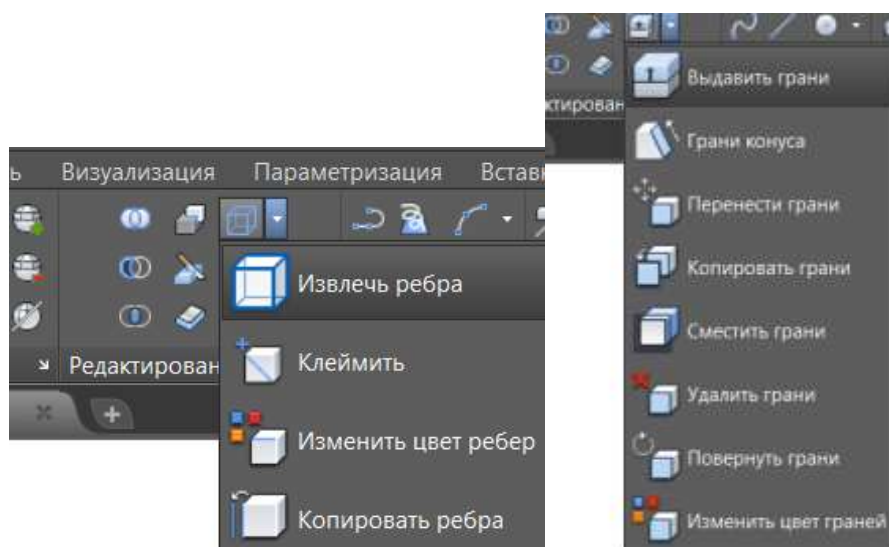 Визуализация Параметризация Встав
Редактирован
Извлечь ребра
Клеймить
Изменить цвет ребер
Копировать ребра
ктирован
Выдавить грани
Грани конуса
Перенести грани
Копировать грани
Сместить грани
Удалить грани
Повернуть грани
Изменить цвет граней